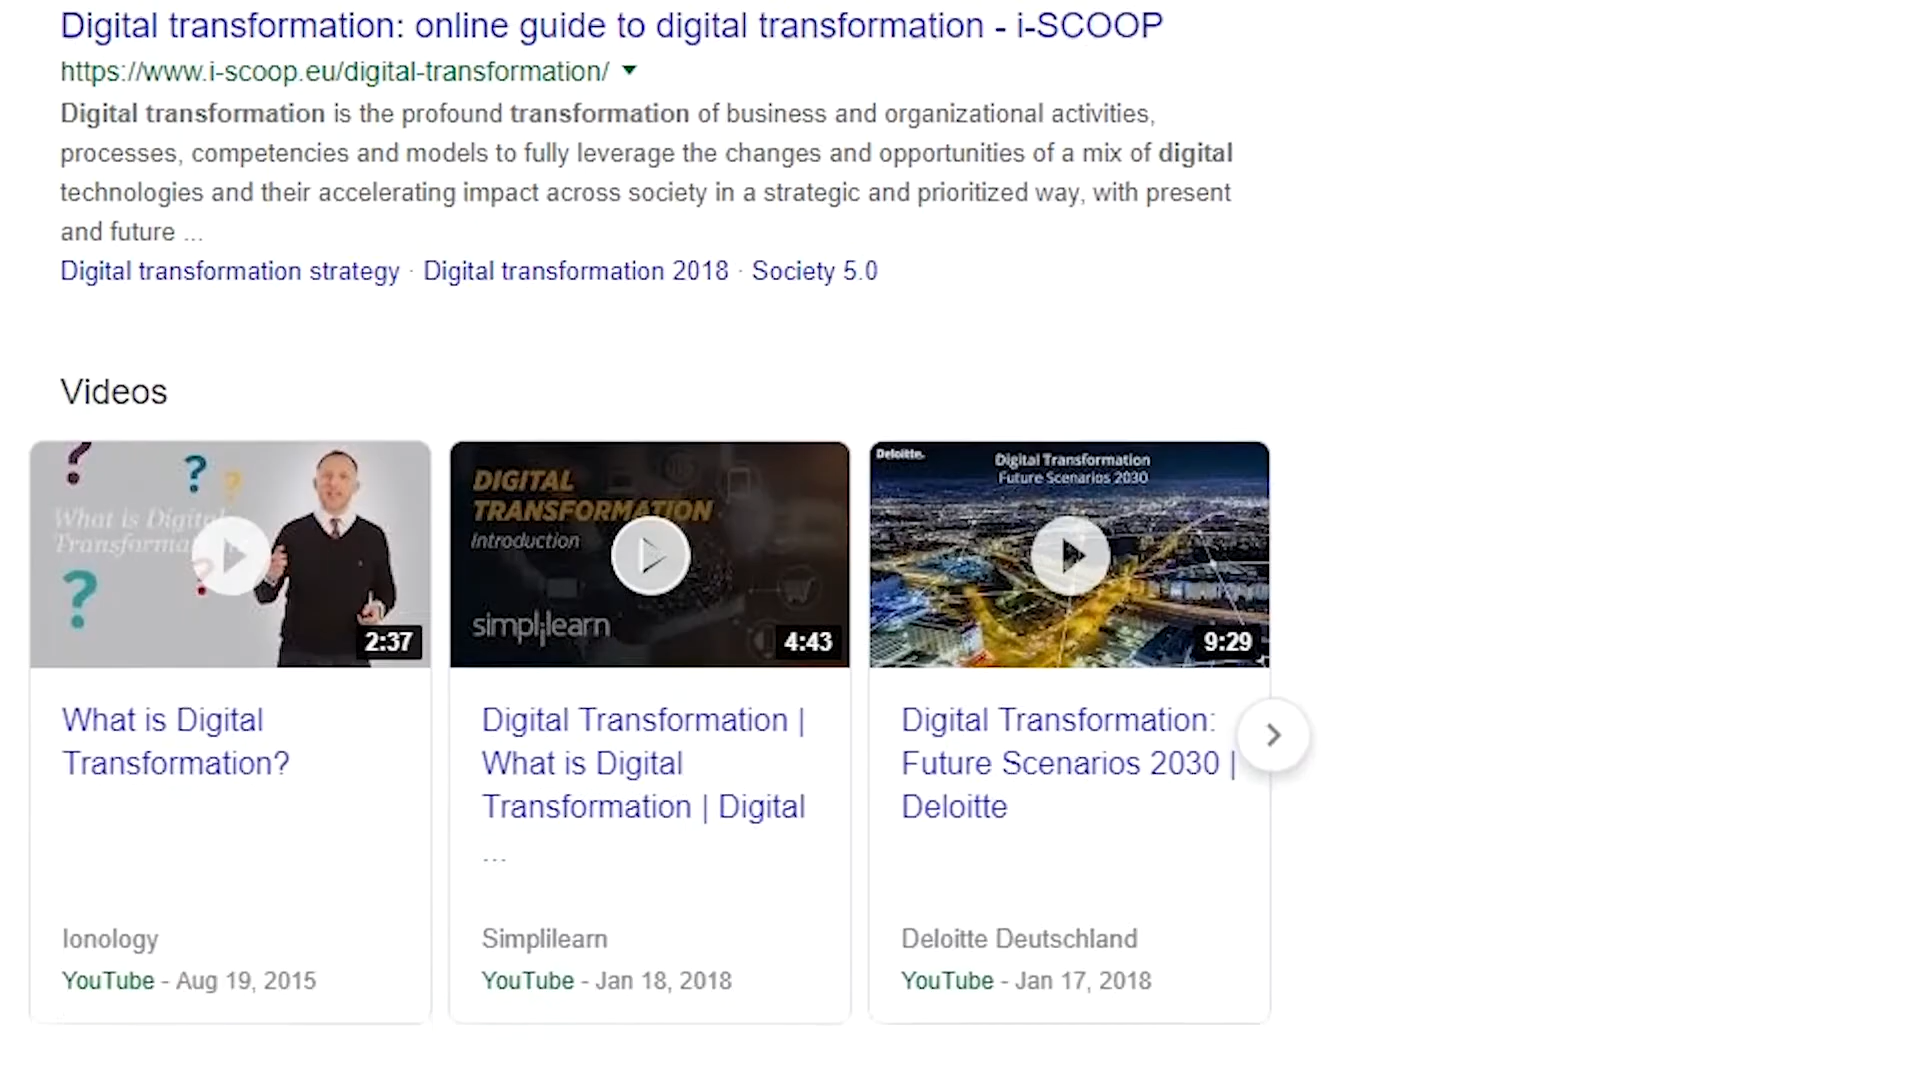 Digital transformation: online guide to digital transformation - i-SCOOP
https://www.i-scoop.eu/digital-transformation/
Digital transformation is the profound transformation of business and organizational activities,
processes, competencies and models to fully leverage the changes and opportunities of a mix of digital
technologies and their accelerating impact across society in a strategic and prioritized way, with present
and future ...
Digital transformation strategy · Digital transformation 2018 · Society 5.0
Videos
? ? ?
What is Digital
?
?
2:37
What is Digital
Transformation?
Ionology
YouTube - Aug 19, 2015
DIGITAL
TRANSFORMATION
Introduction
simplilearn
4:43
Digital Transformation |
What is Digital
Transformation | Digital
...
Simplilearn
YouTube - Jan 18, 2018
Deloitte.
Digital Transformation
Future Scenarios 2030
9:29
Digital Transformation:
Future Scenarios 2030 |
Deloitte
Deloitte Deutschland
YouTube - Jan 17, 2018